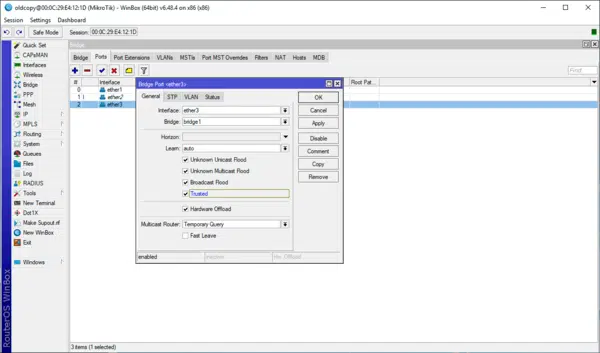 oldcopy@00:0C:29:E4:12:1D (MikroTik) - WinBox (64bit) v6.48.4 on x86 (x86)
Session Settings Dashboard
Safe Mode Session: 00:0C:29:E4:12:1D
Quick Set
CAPsMAN
Interfaces
Wireless
Bridge
PPP
Mesh
IP
MPLS
Routing
System
Queues
Files
Log
RADIUS
Tools
New Terminal
Dot1X
Make Supout.rif
New WinBox
Exit
Windows
RouterOS WinBox
Bridge
Bridge Ports Port Extensions VLANs MSTIs Port MST Overrides Filters NAT Hosts MDB
Find
# Interface Root Pat...
0 ether1
1 I ether2
2 ether3
Bridge Port <ether3>
General STP VLAN Status
Interface: ether3
Bridge: bridge1
Horizon:
Learn: auto
Unknown Unicast Flood
Unknown Multicast Flood
Broadcast Flood
Trusted
Hardware Offload
Multicast Router: Temporary Query
Fast Leave
OK
Cancel
Apply
Disable
Comment
Copy
Remove
enabled inactive Hw. Offload
3 items (1 selected)